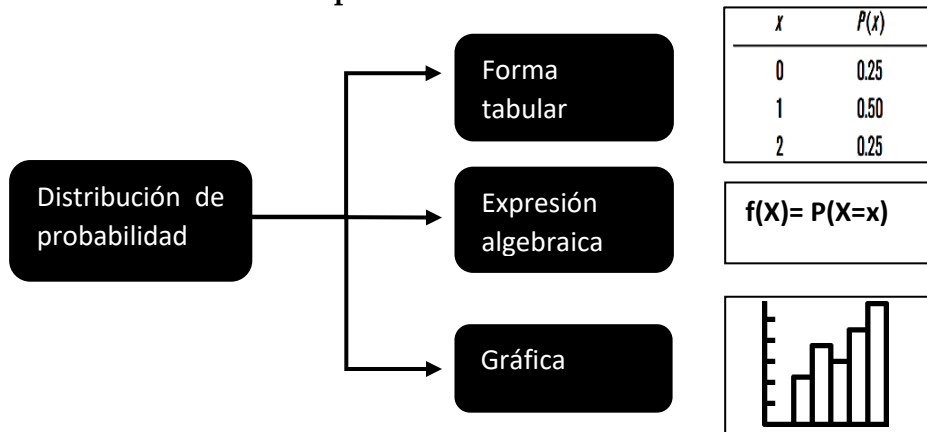 Distribución de
probabilidad
Forma
tabular
x P(x)
0 0.25
1 0.50
2 0.25
Expresión
algebraica
f(X)= P(X=x)
Gráfica